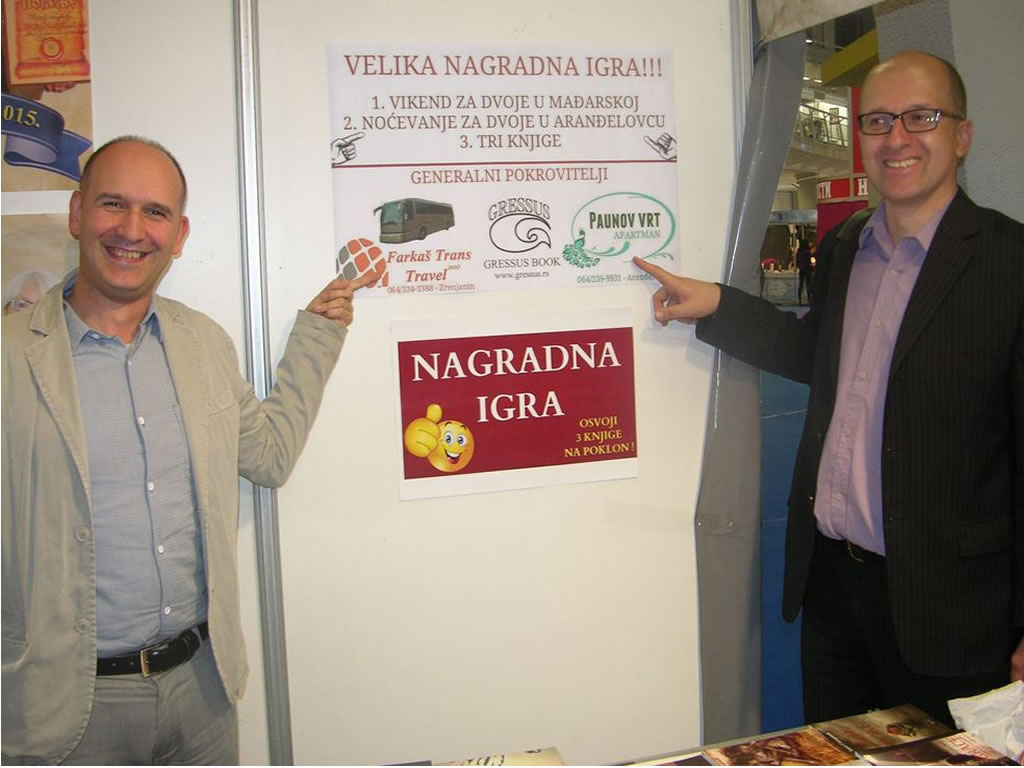 015.
VELIKA NAGRADNA IGRA!!!
1. VIKEND ZA DVOJE U MAĐARSKOJ
2. NOĆEVANJE ZA DVOJE U ARANĐELOVCU
3. TRI KNJIGE
GENERALNI POKROVITELJI
Farkaš Trans
Travel doo
064/334-3388 - Zrenjanin
GRESSUS
GRESSUS BOOK
www.gressus.rs
PAUNOV VRT
APARTMAN
064/239-9931 -
NAGRADNA
IGRA
OSVOJI
3 KNJIGE
NA POKLON!